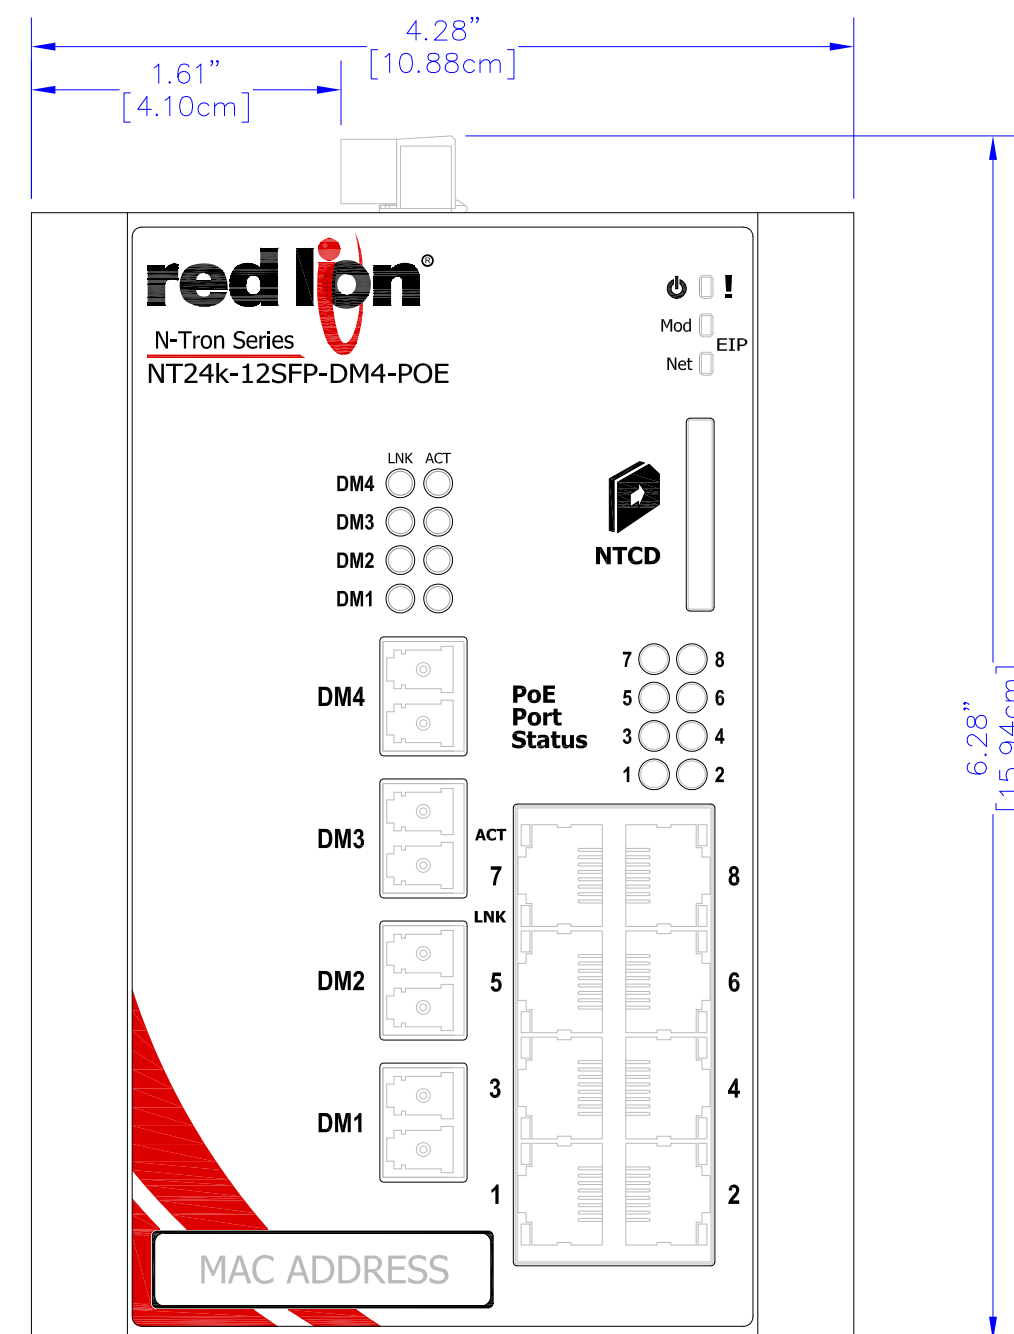 4.28”
[10.88cm]
1.61”
[4.10cm]
red lion®
N-Tron Series
NT24k-12SFP-DM4-POE
!
Mod
EIP
Net
LNK ACT
DM4
DM3
DM2
DM1
NTCD
7 8
5 6
3 4
1 2
PoE
Port
Status
DM4
DM3
DM2
DM1
ACT
7 8
LNK
5 6
3 4
1 2
MAC ADDRESS
6.28”
[15.94cm]